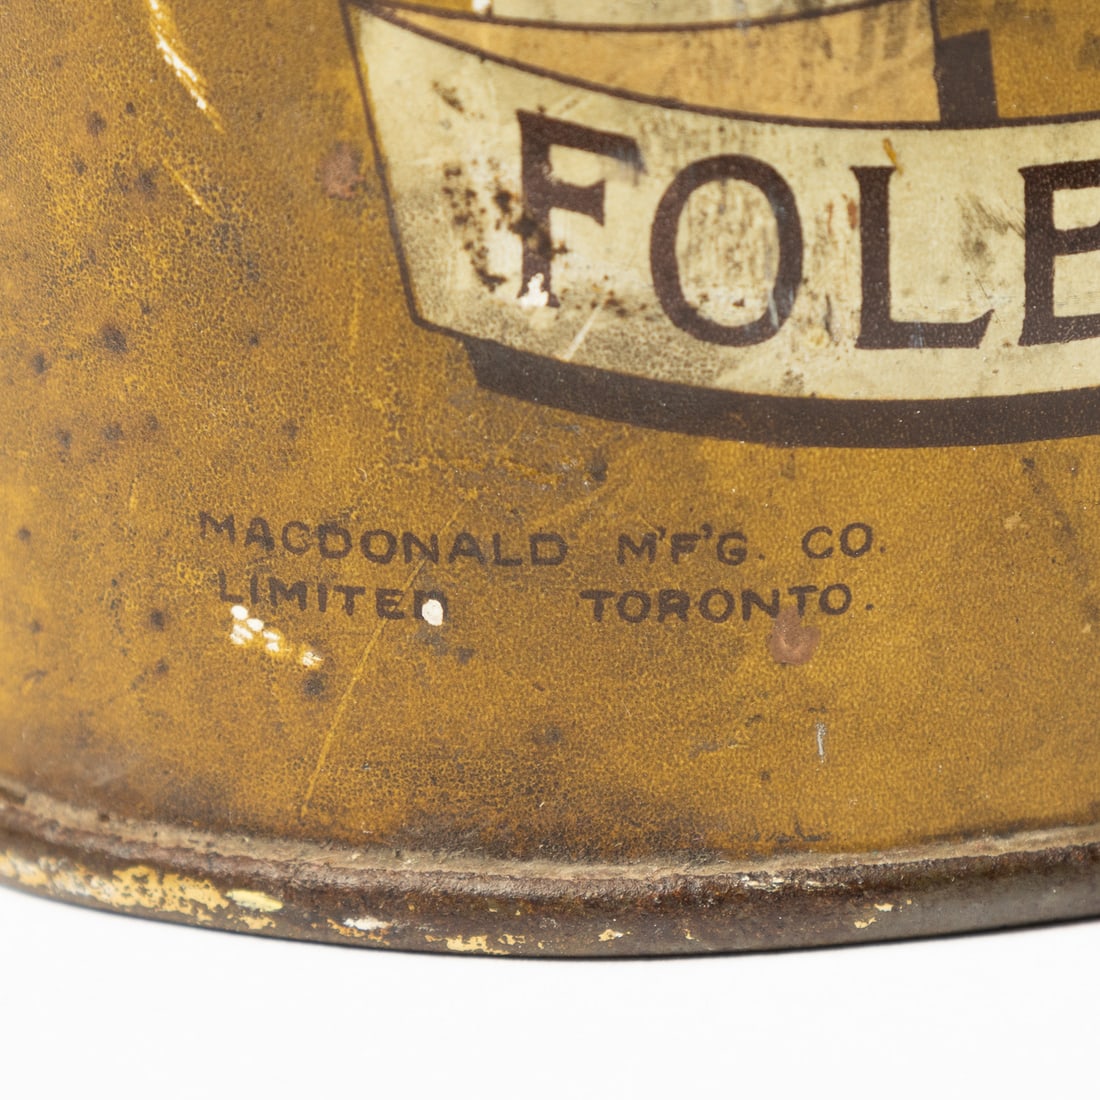 FOLE
MACDONALD M'F'G. CO.
LIMITED TORONTO.